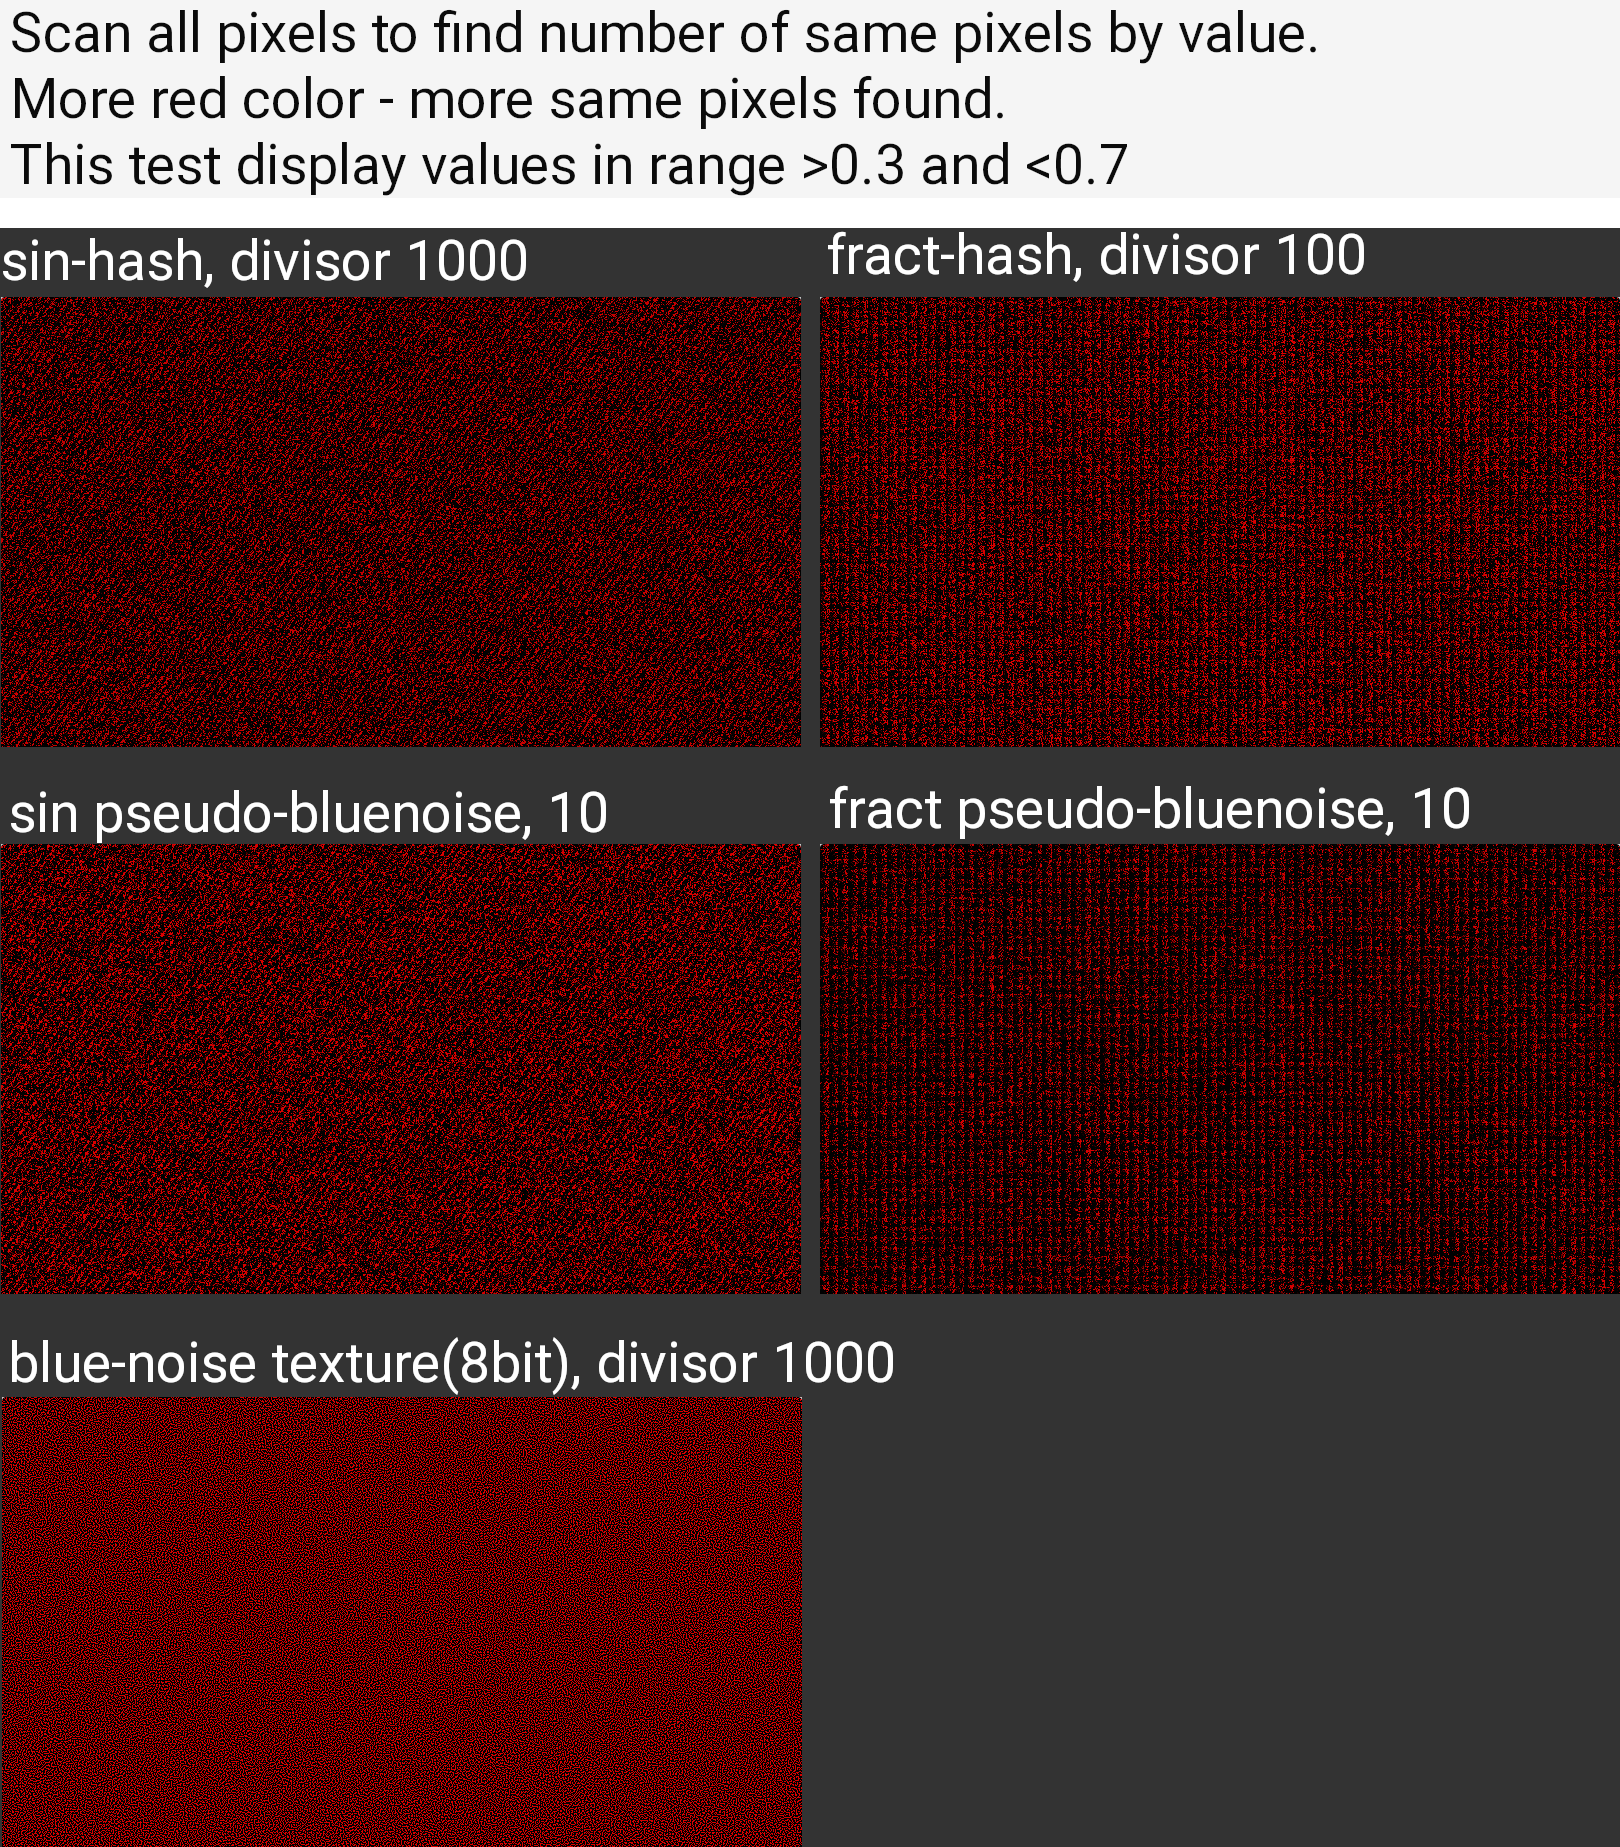 Scan all pixels to find number of same pixels by value.
More red color - more same pixels found.
This test display values in range >0.3 and <0.7
sin-hash, divisor 1000
fract-hash, divisor 100
sin pseudo-bluenoise, 10
fract pseudo-bluenoise, 10
blue-noise texture(8bit), divisor 1000